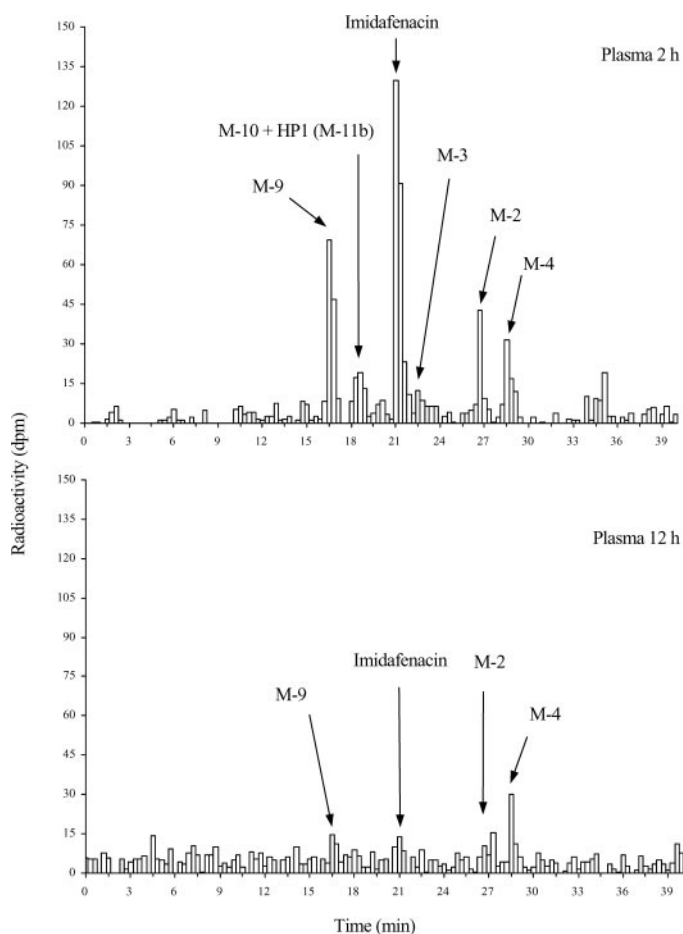 Imidafenacin
Plasma 2 h
M-10 + HP1 (M-11b)
M-3
M-9
M-2
M-4
150
135
120
105
90
75
60
45
30
15
0
0 3 6 9 12 15 18 21 24 27 30 33 36 39
Radioactivity (dpm)
Plasma 12 h
Imidafenacin
M-2
M-9
M-4
150
135
120
105
90
75
60
45
30
15
0
0 3 6 9 12 15 18 21 24 27 30 33 36 39
Time (min)